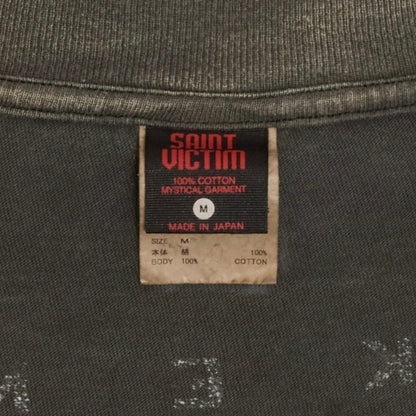 SAINT
VICTIM
100% COTTON
MYSTICAL GARMENT
M
MADE IN JAPAN
SIZE M
本体 綿 100%
BODY 100% COTTON